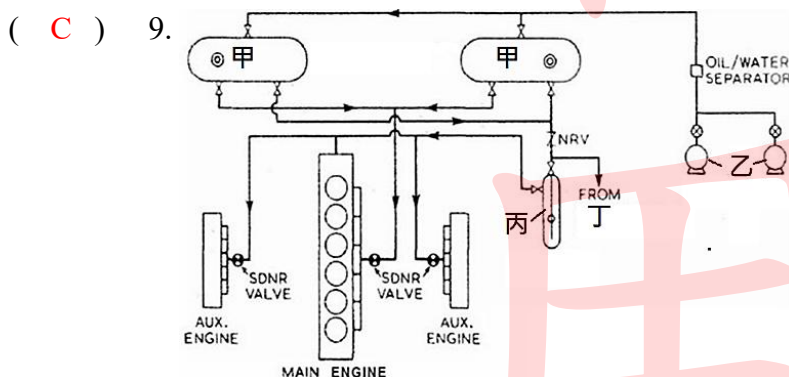 ( C ) 9.
甲
甲
OIL/WATER
SEPARATOR
NRV
乙
FROM
丁
丙
SDNR
VALVE
SDNR
VALVE
AUX.
ENGINE
AUX.
ENGINE
MAIN ENGINE